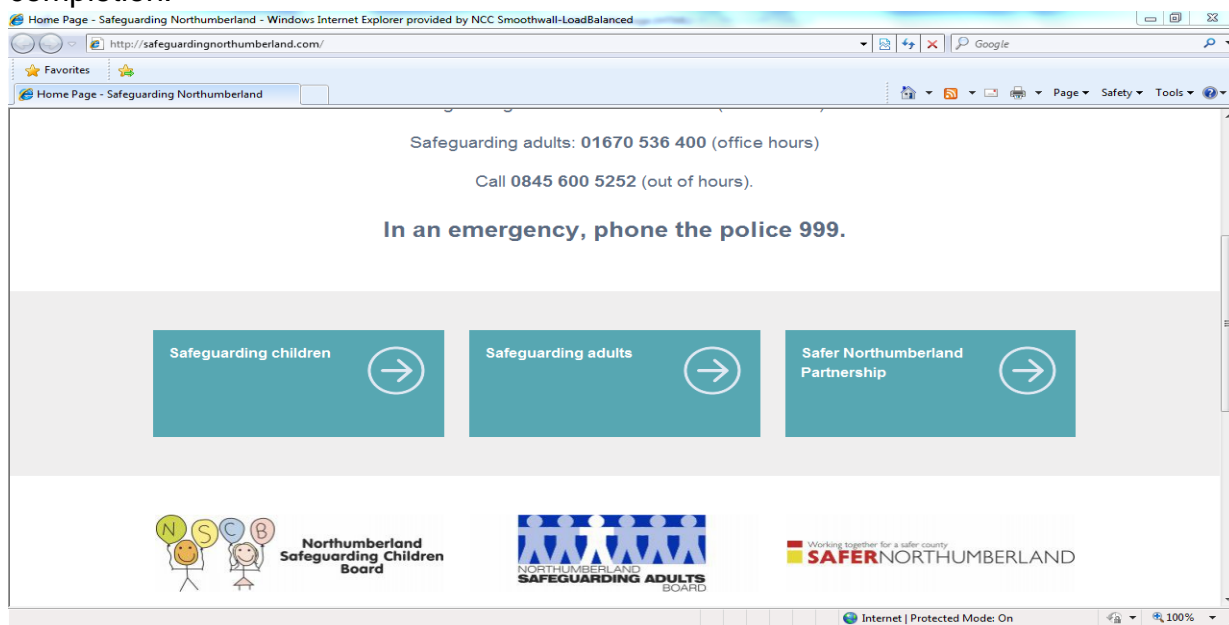 Home Page - Safeguarding Northumberland - Windows Internet Explorer provided by NCC Smoothwall-LoadBalanced
http://safeguardingnorthumberland.com/
Google
Favorites
Home Page - Safeguarding Northumberland
Page Safety Tools
Safeguarding adults: 01670 536 400 (office hours)
Call 0845 600 5252 (out of hours).
In an emergency, phone the police 999.
Safeguarding children
Safeguarding adults
Safer Northumberland
Partnership
N S C B
Northumberland
Safeguarding Children
Board
NORTHUMBERLAND
SAFEGUARDING ADULTS
BOARD
Working together for a safer county
SAFERNORTHUMBERLAND
Internet | Protected Mode: On
100%